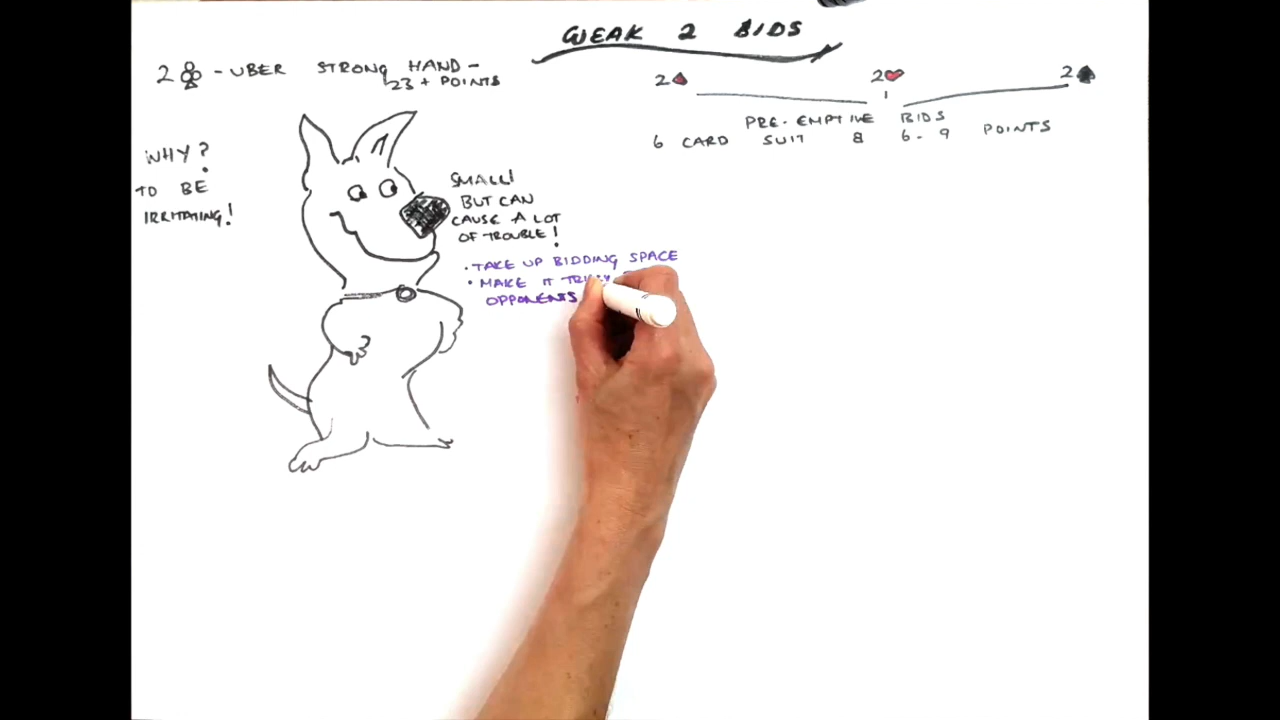 WEAK 2 BIDS
2♣ - UBER STRONG HAND -
23 + POINTS
2♦ 2♥ 2♠
PRE-EMPTIVE BIDS
6 CARD SUIT & 6-9 POINTS
WHY?
TO BE
IRRITATING!
SMALL!
BUT CAN
CAUSE A LOT
OF TROUBLE!
• TAKE UP BIDDING SPACE
• MAKE IT
OPPONENTS